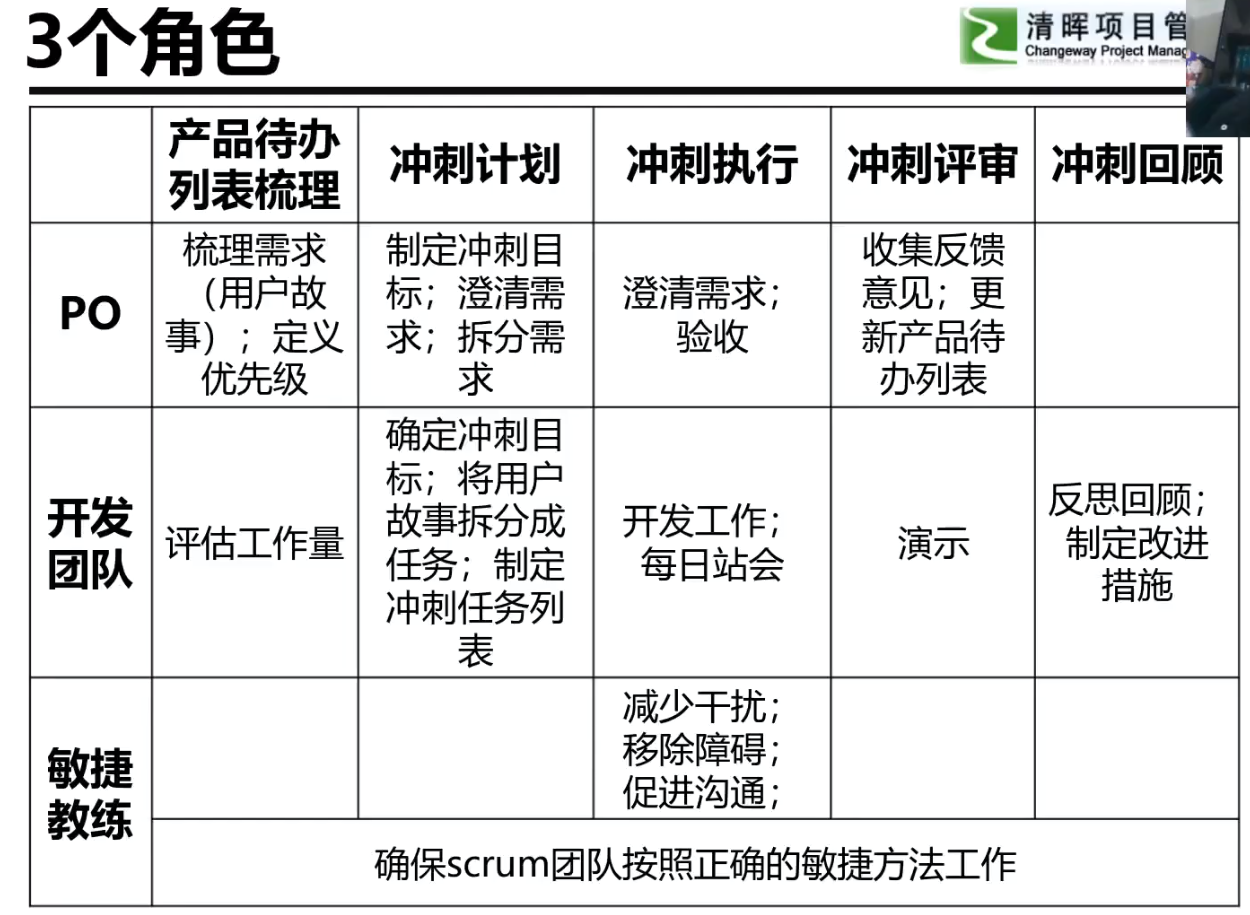 3个角色
清晖项目管
Changeway Project Manag
产品待办
列表梳理
冲刺计划
冲刺执行
冲刺评审
冲刺回顾
PO
梳理需求
（用户故
事）；定义
优先级
制定冲刺目
标；澄清需
求；拆分需
求
澄清需求；
验收
收集反馈
意见；更
新产品待
办列表
开发
团队
评估工作量
确定冲刺目
标；将用户
故事拆分成
任务；制定
冲刺任务列
表
开发工作；
每日站会
演示
反思回顾；
制定改进
措施
敏捷
教练
减少干扰；
移除障碍；
促进沟通；
确保scrum团队按照正确的敏捷方法工作